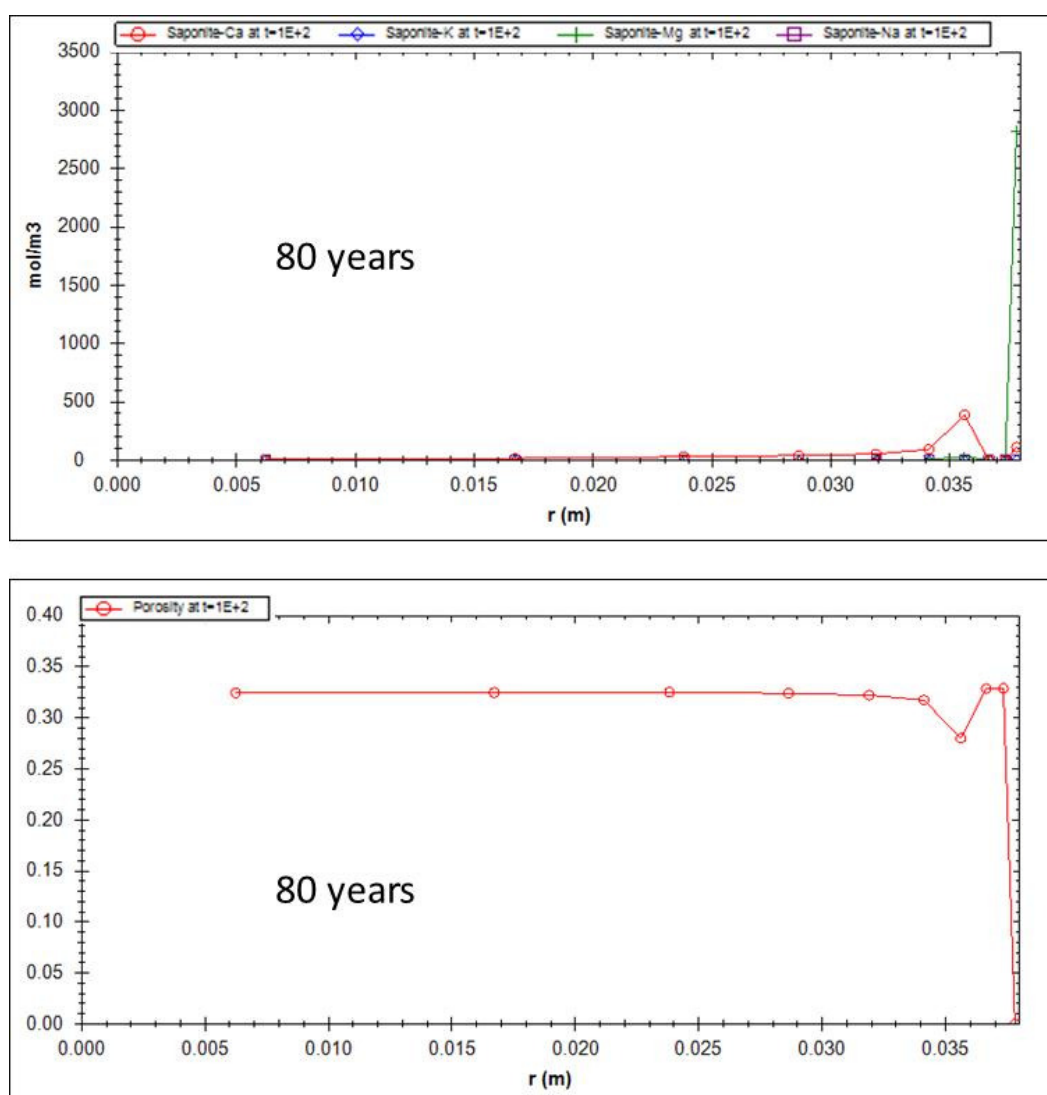 Saponite-Ca at t=1E+2 Saponite-K at t=1E+2 Saponite-Mg at t=1E+2 Saponite-Na at t=1E+2
3500
3000
2500
2000
1500
1000
500
0
mol/m3
80 years
0.000 0.005 0.010 0.015 0.020 0.025 0.030 0.035
r (m)
Porosity at t=1E+2
0.40
0.35
0.30
0.25
0.20
0.15
0.10
0.05
0.00
80 years
0.000 0.005 0.010 0.015 0.020 0.025 0.030 0.035
r (m)